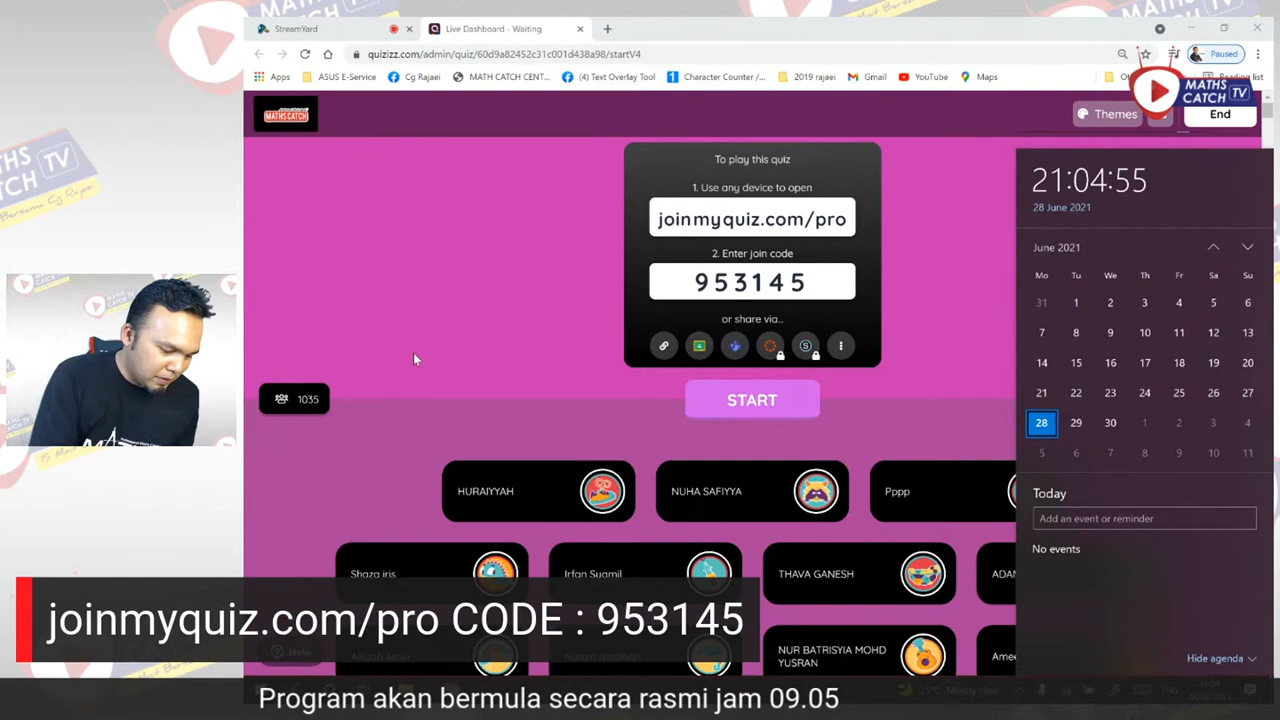 StreamYard
Live Dashboard - Waiting
quizizz.com/admin/quiz/60d9a82452c31c001d438a98/startV4
Paused
Apps
ASUS E-Service
Cg Rajaei
MATH CATCH CENT...
(4) Text Overlay Tool
Character Counter /...
2019 rajaei
Gmail
YouTube
Maps
Reading list
MATHS
CATCH TV
MATHS CATCH
Themes
End
To play this quiz
1. Use any device to open
joinmyquiz.com/pro
2. Enter join code
953145
or share via...
START
1035
HURAIYYAH
NUHA SAFIYYA
Pppp
Shaza iris
Irfan Suamil
THAVA GANESH
NUR BATRISYIA MOHD
YUSRAN
Help
21:04:55
28 June 2021
June 2021
Mo Tu We Th Fr Sa Su
31 1 2 3 4 5 6
7 8 9 10 11 12 13
14 15 16 17 18 19 20
21 22 23 24 25 26 27
28 29 30 1 2 3 4
5 6 7 8 9 10 11
Today
Add an event or reminder
No events
Hide agenda
joinmyquiz.com/pro CODE : 953145
Program akan bermula secara rasmi jam 09.05